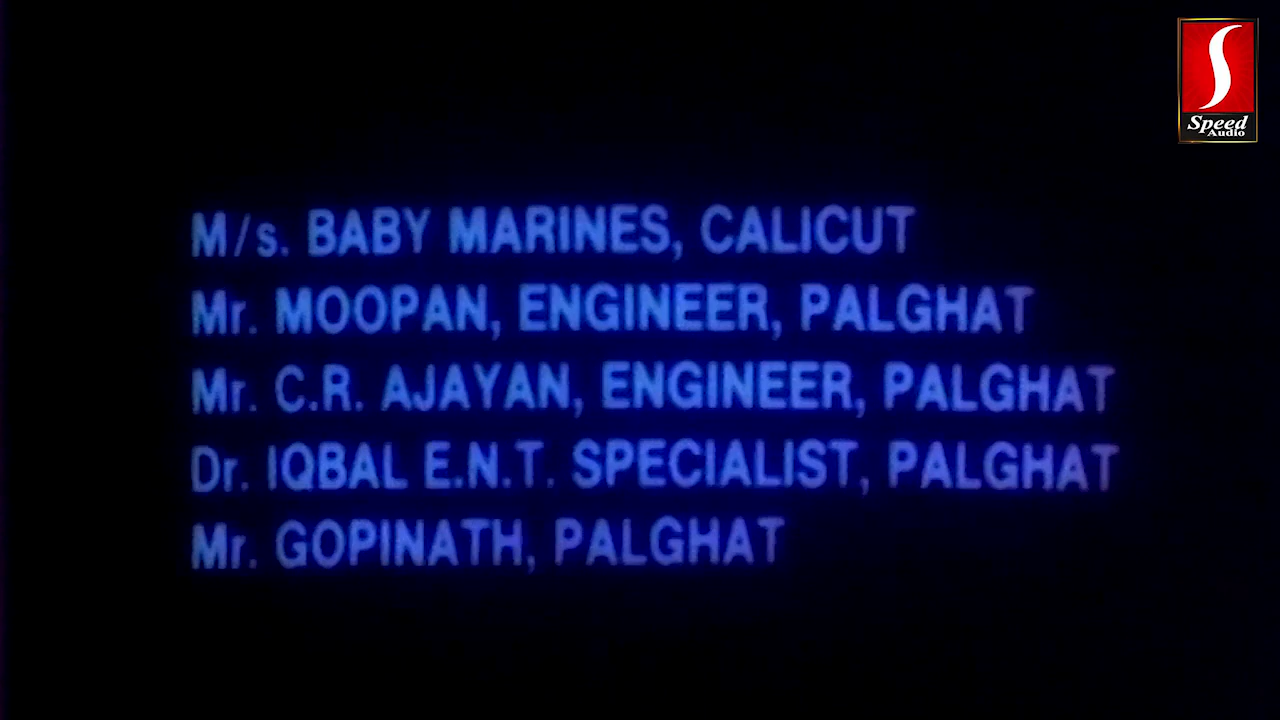 S
Speed
Audio
M/s. BABY MARINES, CALICUT
Mr. MOOPAN, ENGINEER, PALGHAT
Mr. C.R. AJAYAN, ENGINEER, PALGHAT
Dr. IQBAL E.N.T. SPECIALIST, PALGHAT
Mr. GOPINATH, PALGHAT